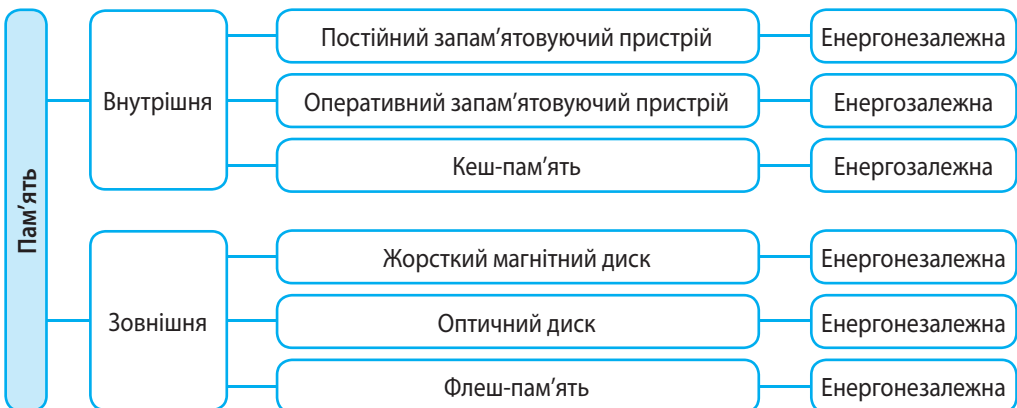 Пам’ять
Внутрішня
Постійний запам’ятовуючий пристрій
Енергонезалежна
Оперативний запам’ятовуючий пристрій
Енергозалежна
Кеш-пам’ять
Енергозалежна
Зовнішня
Жорсткий магнітний диск
Енергонезалежна
Оптичний диск
Енергонезалежна
Флеш-пам’ять
Енергонезалежна